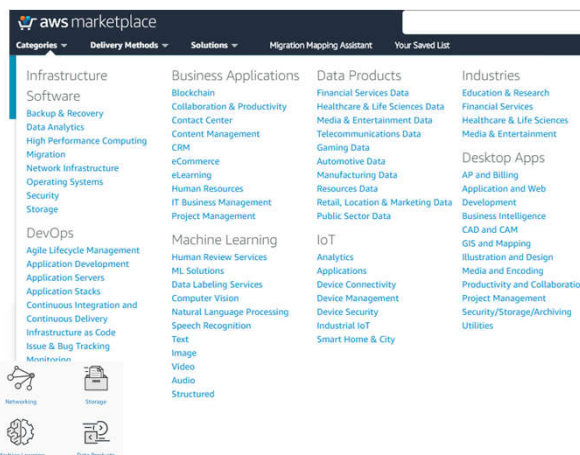 aws marketplace
Categories
Delivery Methods
Solutions
Migration Mapping Assistant
Your Saved List
Infrastructure
Software
Backup & Recovery
Data Analytics
High Performance Computing
Migration
Network Infrastructure
Operating Systems
Security
Storage
DevOps
Agile Lifecycle Management
Application Development
Application Servers
Application Stacks
Continuous Integration and
Continuous Delivery
Infrastructure as Code
Issue & Bug Tracking
Monitoring
Business Applications
Blockchain
Collaboration & Productivity
Contact Center
Content Management
CRM
eCommerce
eLearning
Human Resources
IT Business Management
Project Management
Machine Learning
Human Review Services
ML Solutions
Data Labeling Services
Computer Vision
Natural Language Processing
Speech Recognition
Text
Image
Video
Audio
Structured
Data Products
Financial Services Data
Healthcare & Life Sciences Data
Media & Entertainment Data
Telecommunications Data
Gaming Data
Automotive Data
Manufacturing Data
Resources Data
Retail, Location & Marketing Data
Public Sector Data
IoT
Analytics
Applications
Device Connectivity
Device Management
Device Security
Industrial IoT
Smart Home & City
Industries
Education & Research
Financial Services
Healthcare & Life Sciences
Media & Entertainment
Desktop Apps
AP and Billing
Application and Web
Development
Business Intelligence
CAD and CAM
GIS and Mapping
Illustration and Design
Media and Encoding
Productivity and Collaboratio
Project Management
Security/Storage/Archiving
Utilities
Networking
Storage
Machine Learning
Data Products